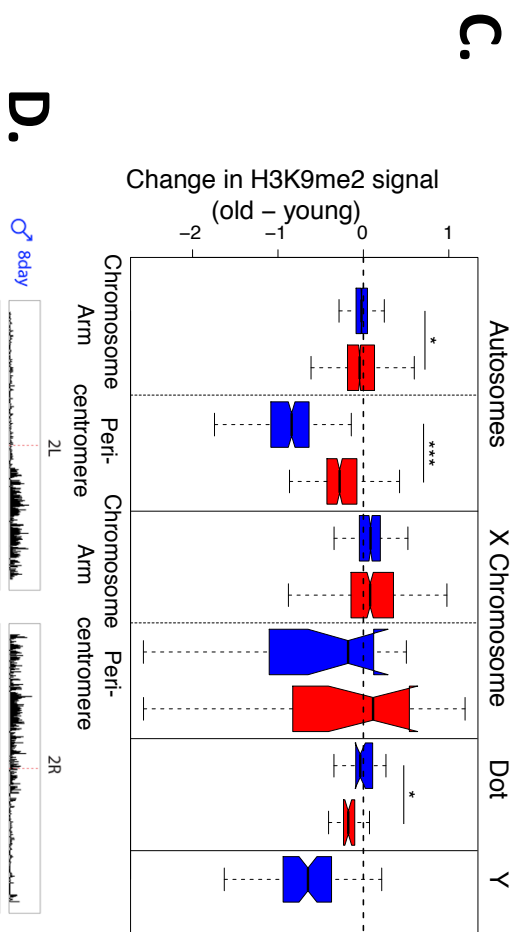 C.
Change in H3K9me2 signal
(old − young)
−2
−1
0
1
Autosomes
X Chromosome
Dot
Y
*
***
*
Chromosome
Arm
Peri-
centromere
Chromosome
Arm
Peri-
centromere
D.
♂ 8day
2L
2R